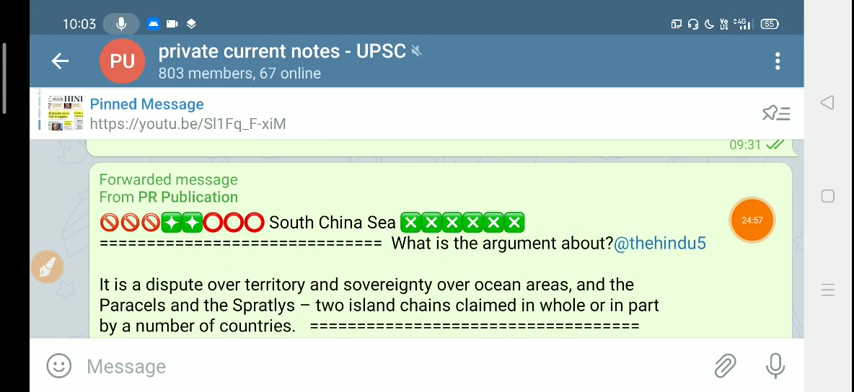 10:03
4G
55
PU
private current notes - UPSC
803 members, 67 online
Pinned Message
https://youtu.be/Sl1Fq_F-xiM
09:31
Forwarded message
From PR Publication
South China Sea
============================== What is the argument about?@thehindu5
24:57
It is a dispute over territory and sovereignty over ocean areas, and the
Paracels and the Spratlys – two island chains claimed in whole or in part
by a number of countries. ===================================
Message